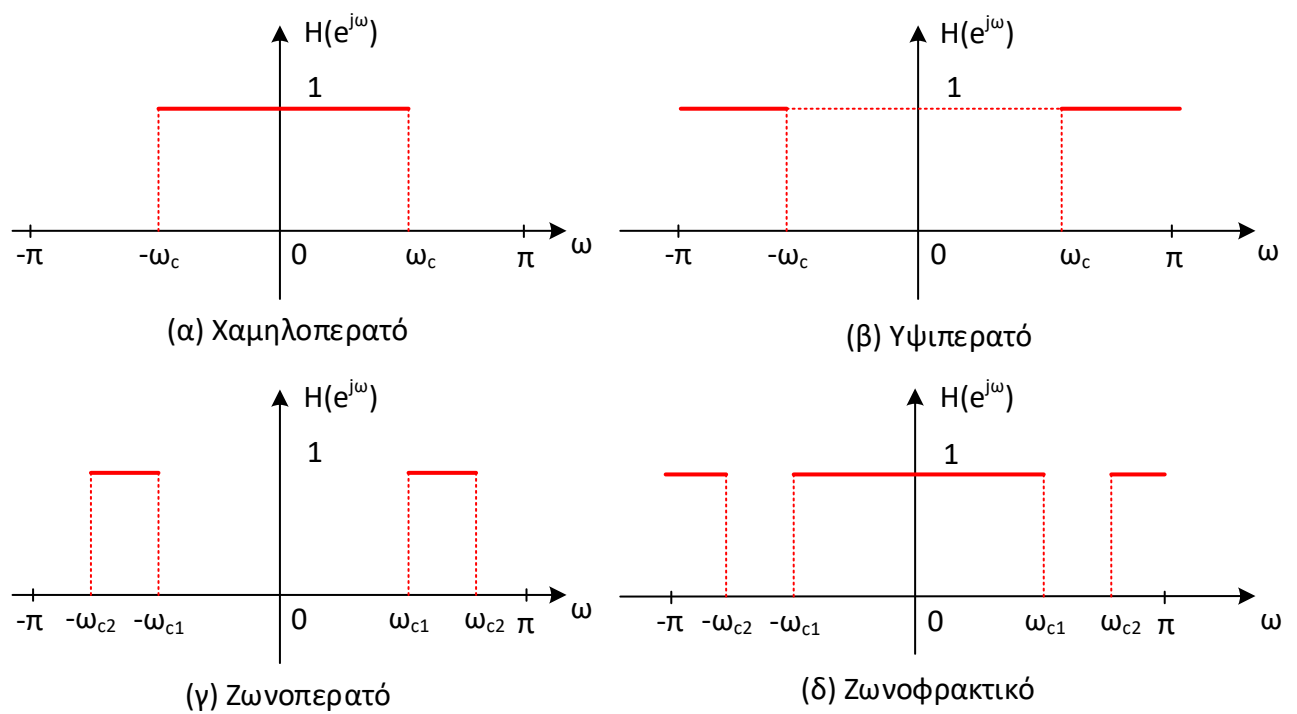 H(e^jω)
1
-π -ω_c 0 ω_c π ω
(α) Χαμηλοπερατό
H(e^jω)
1
-π -ω_c 0 ω_c π ω
(β) Υψιπερατό
H(e^jω)
1
-π -ω_c2 -ω_c1 0 ω_c1 ω_c2 π ω
(γ) Ζωνοπερατό
H(e^jω)
1
-π -ω_c2 -ω_c1 0 ω_c1 ω_c2 π ω
(δ) Ζωνοφρακτικό